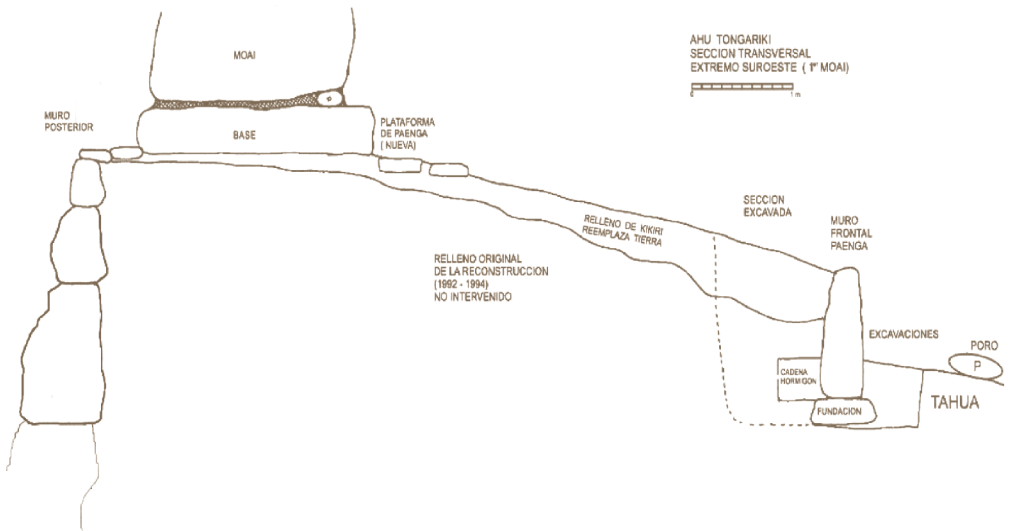 AHU TONGARIKI
SECCION TRANSVERSAL
EXTREMO SUROESTE ( 1er MOAI)
0
1 m
MOAI
P
MURO
POSTERIOR
BASE
PLATAFORMA
DE PAENGA
( NUEVA)
SECCION
EXCAVADA
MURO
FRONTAL
PAENGA
RELLENO DE KIKIRI
REEMPLAZA TIERRA
RELLENO ORIGINAL
DE LA RECONSTRUCCION
(1992 - 1994)
NO INTERVENIDO
EXCAVACIONES
PORO
P
CADENA
HORMIGON
FUNDACION
TAHUA